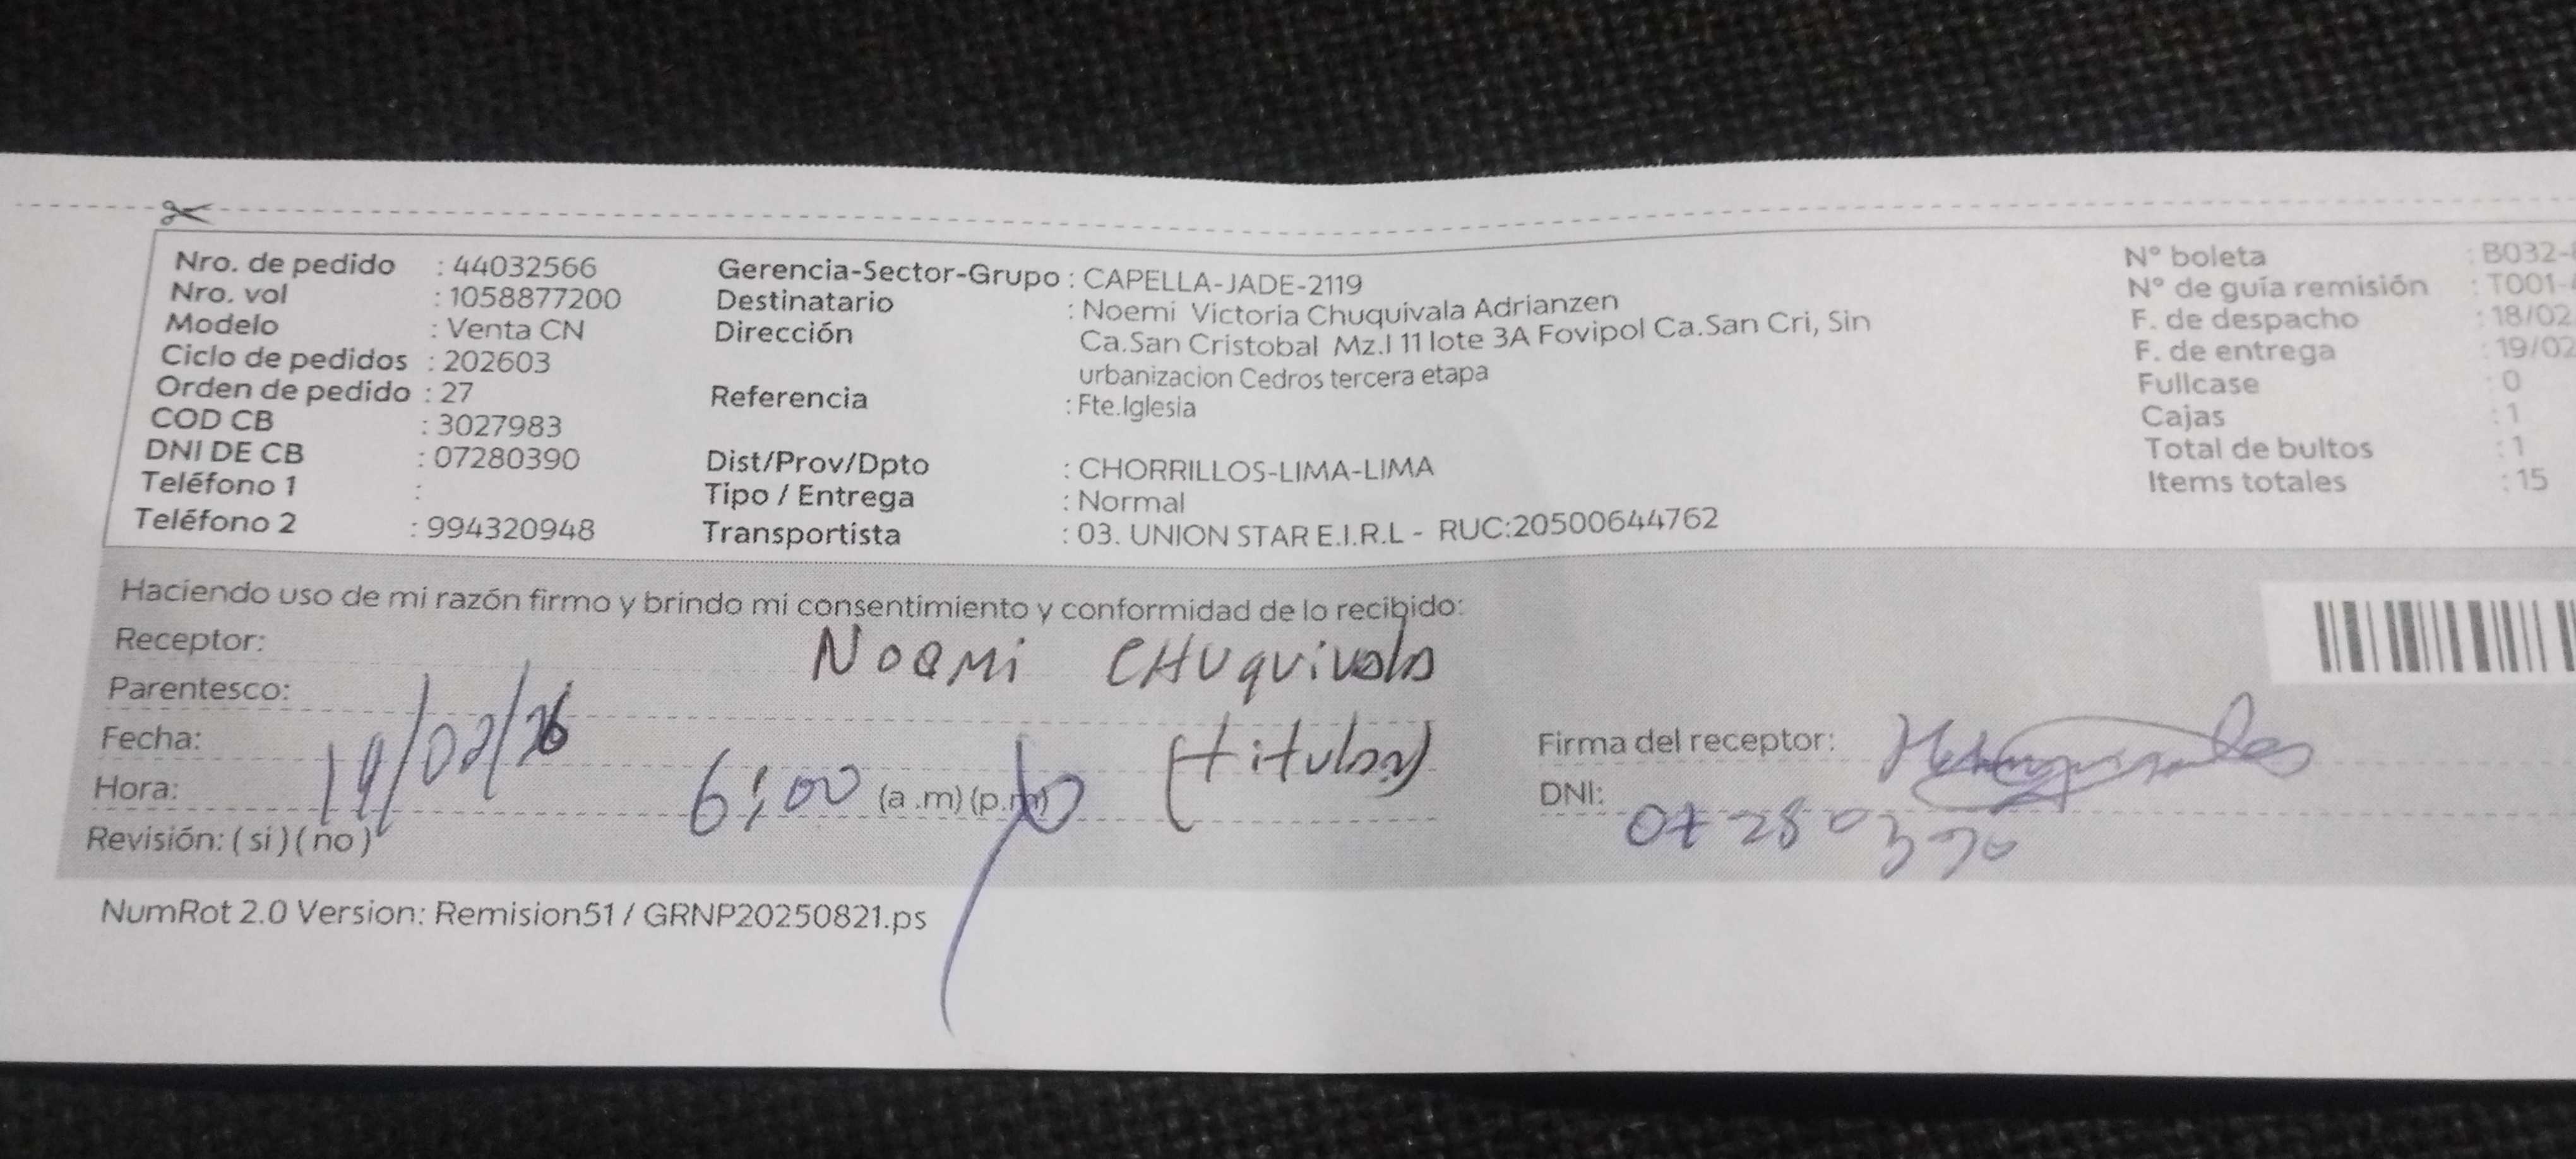 Nro. de pedido : 44032566
Nro. vol : 1058877200
Modelo : Venta CN
Ciclo de pedidos : 202603
Orden de pedido : 27
COD CB : 3027983
DNI DE CB : 07280390
Teléfono 1 :
Teléfono 2 : 994320948
Gerencia-Sector-Grupo : CAPELLA-JADE-2119
Destinatario : Noemi Victoria Chuquivala Adrianzen
Dirección : Ca.San Cristobal Mz.I 11 lote 3A Fovipol Ca.San Cri, Sin
urbanizacion Cedros tercera etapa
Referencia : Fte.Iglesia
Dist/Prov/Dpto : CHORRILLOS-LIMA-LIMA
Tipo / Entrega : Normal
Transportista : 03. UNION STAR E.I.R.L - RUC:20500644762
N° boleta : B032-
N° de guía remisión : T001-
F. de despacho : 18/02
F. de entrega : 19/02
Fullcase : 0
Cajas : 1
Total de bultos : 1
Items totales : 15
Haciendo uso de mi razón firmo y brindo mi consentimiento y conformidad de lo recibido:
Receptor: Noemi CHuquivala
Parentesco: (titular)
Fecha: 19/02/26
Hora: 6:00 (a .m) (p.m)
Revisión: ( si ) ( no )
Firma del receptor:
DNI: 07280390
NumRot 2.0 Version: Remision51 / GRNP20250821.ps